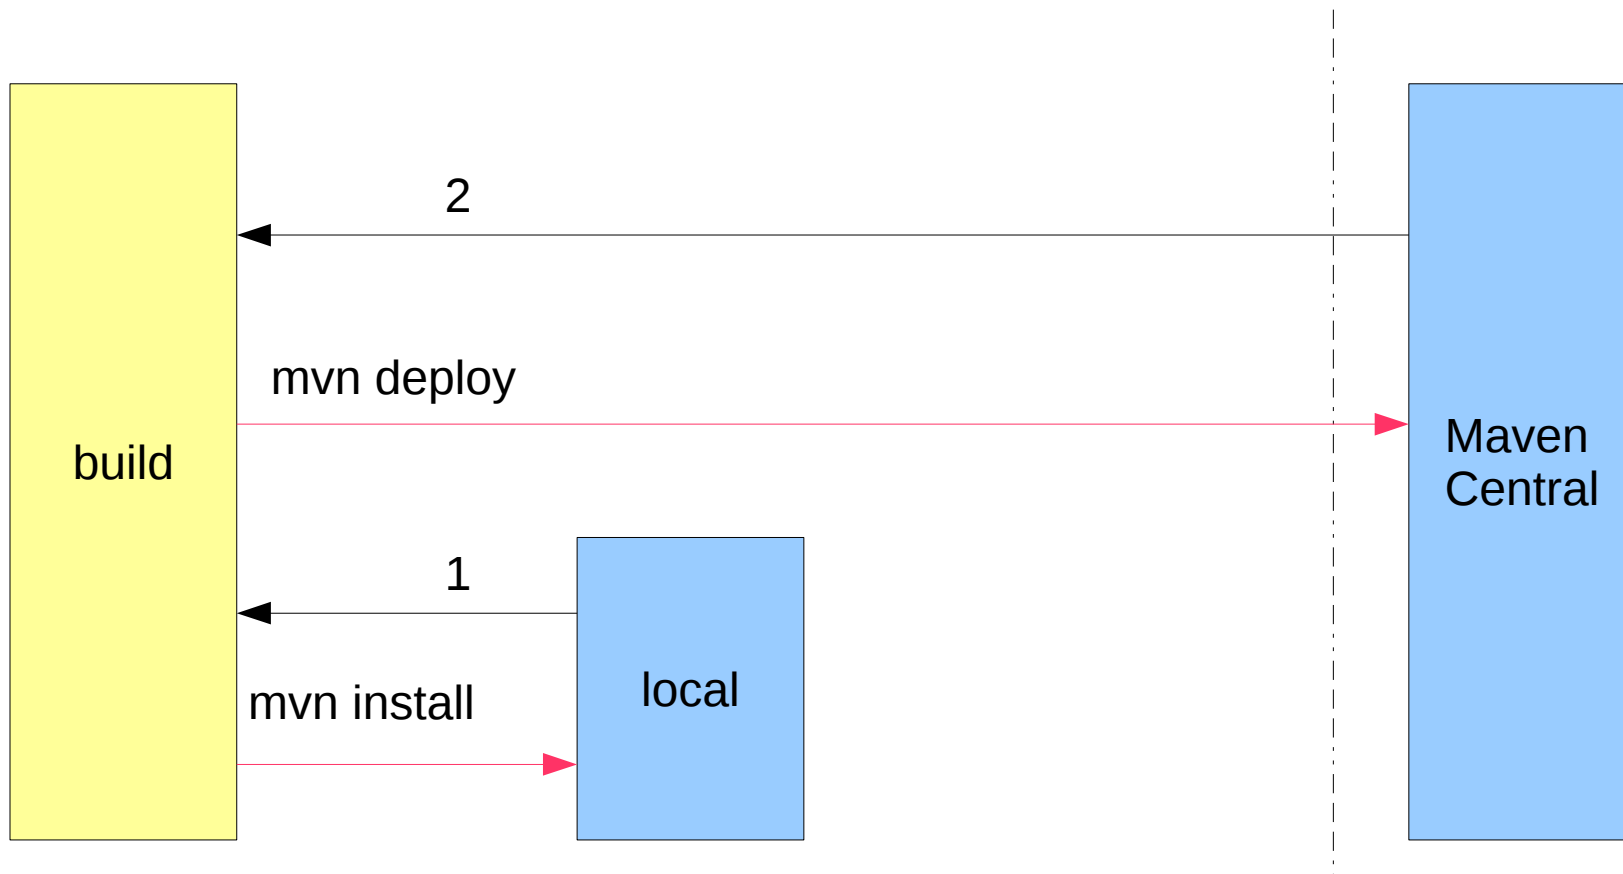 2
mvn deploy
build
Maven
Central
1
local
mvn install